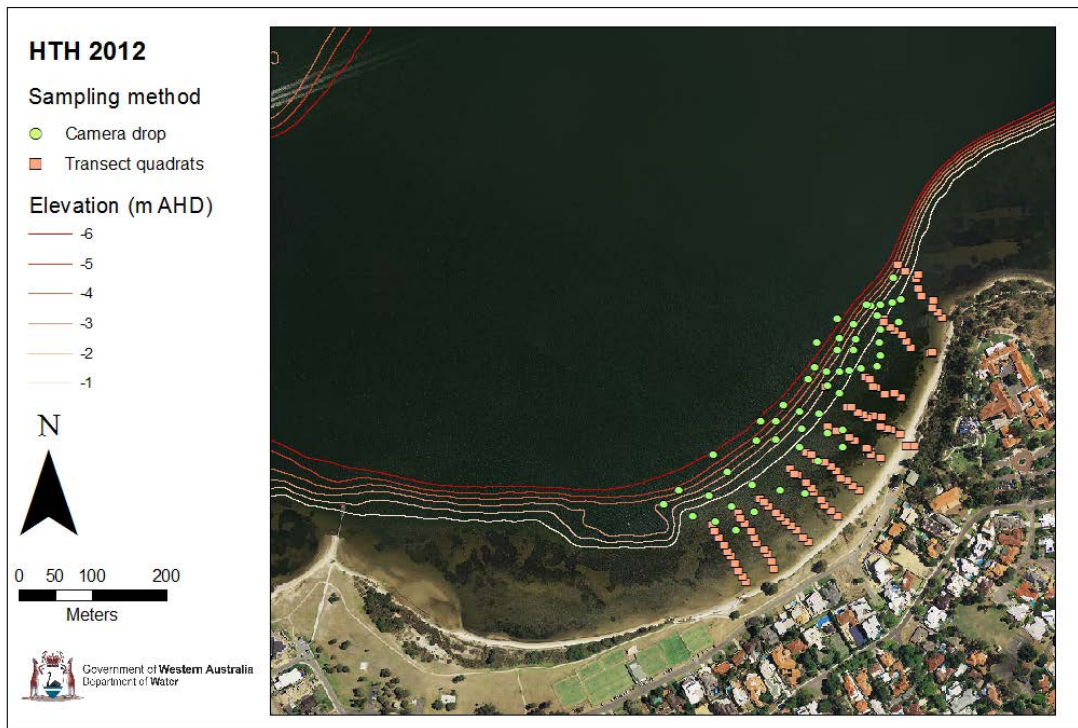 HTH 2012
Sampling method
Camera drop
Transect quadrats
Elevation (m AHD)
-6
-5
-4
-3
-2
-1
N
0 50 100 200
Meters
Government of Western Australia
Department of Water